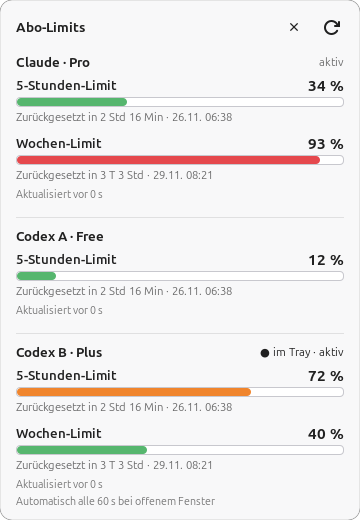 Abo-Limits
Claude · Pro aktiv
5-Stunden-Limit 34 %
Zurückgesetzt in 2 Std 16 Min · 26.11. 06:38
Wochen-Limit 93 %
Zurückgesetzt in 3 T 3 Std · 29.11. 08:21
Aktualisiert vor 0 s
Codex A · Free
5-Stunden-Limit 12 %
Zurückgesetzt in 2 Std 16 Min · 26.11. 06:38
Aktualisiert vor 0 s
Codex B · Plus ● im Tray · aktiv
5-Stunden-Limit 72 %
Zurückgesetzt in 2 Std 16 Min · 26.11. 06:38
Wochen-Limit 40 %
Zurückgesetzt in 3 T 3 Std · 29.11. 08:21
Aktualisiert vor 0 s
Automatisch alle 60 s bei offenem Fenster